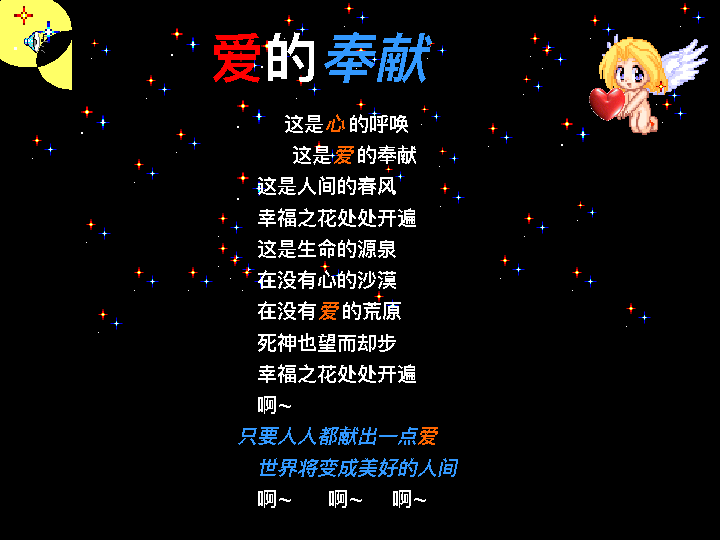 爱的奉献
这是心的呼唤
这是爱的奉献
这是人间的春风
幸福之花处处开遍
这是生命的源泉
在没有心的沙漠
在没有爱的荒原
死神也望而却步
幸福之花处处开遍
啊~
只要人人都献出一点爱
世界将变成美好的人间
啊~ 啊~ 啊~